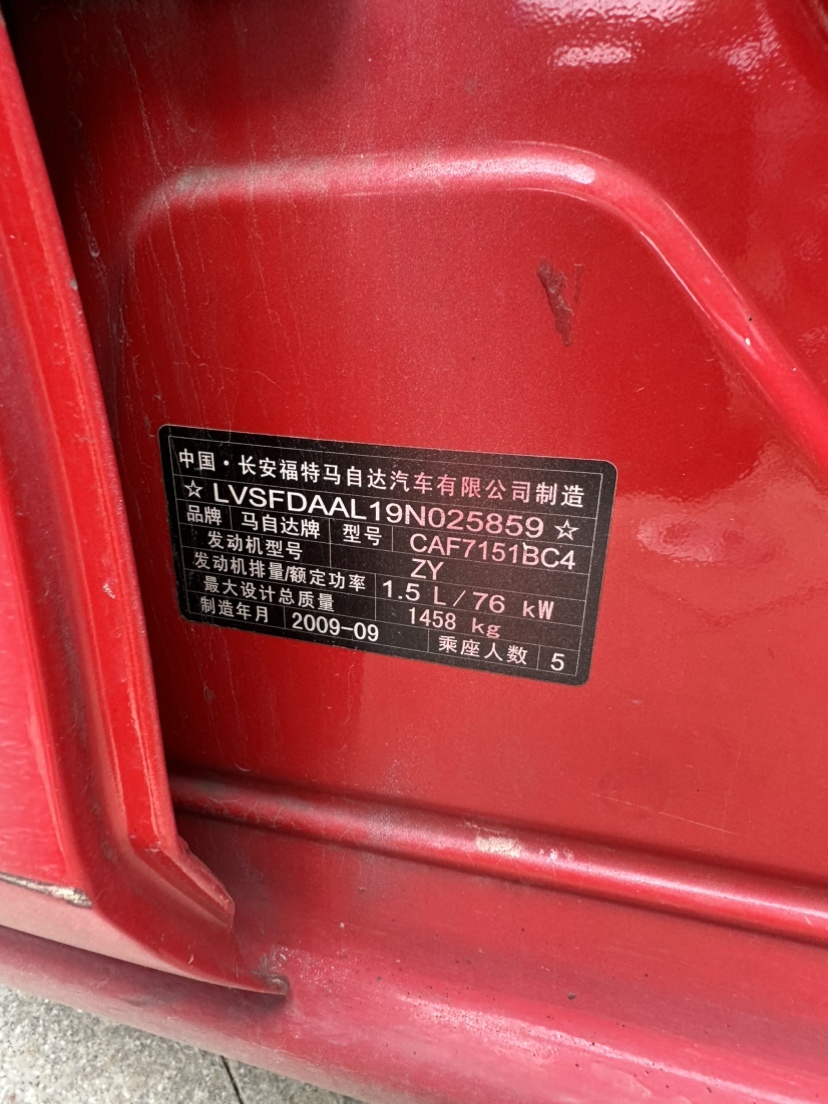 中国·长安福特马自达汽车有限公司制造
☆ LVSFDAAL19N025859 ☆
品牌 马自达牌 型号 CAF7151BC4
发动机型号 ZY
发动机排量/额定功率 1.5 L/76 kW
最大设计总质量 1458 kg
制造年月 2009-09 乘座人数 5